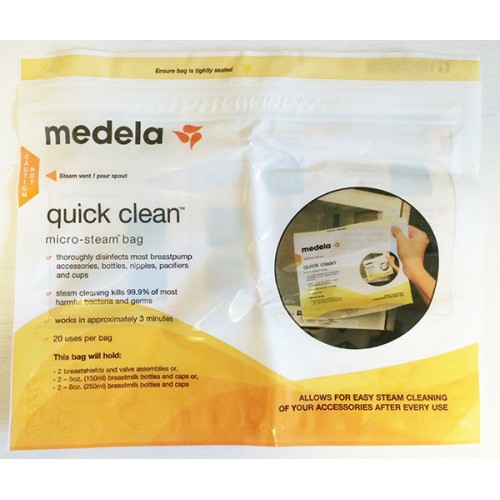 Ensure bag is tightly sealed
medela
CAUTION
HOT
Steam vent / pour spout
quick clean™
micro-steam™ bag
thoroughly disinfects most breastpump
accessories, bottles, nipples, pacifiers
and cups
steam cleaning kills 99.9% of most
harmful bacteria and germs
works in approximately 3 minutes
20 uses per bag
This bag will hold:
- 2 breastshields and valve assemblies or,
- 2 – 5oz. (150ml) breastmilk bottles and caps or,
- 2 – 8oz. (250ml) breastmilk bottles and caps
medela
quick clean
ALLOWS FOR EASY STEAM CLEANING
OF YOUR ACCESSORIES AFTER EVERY USE